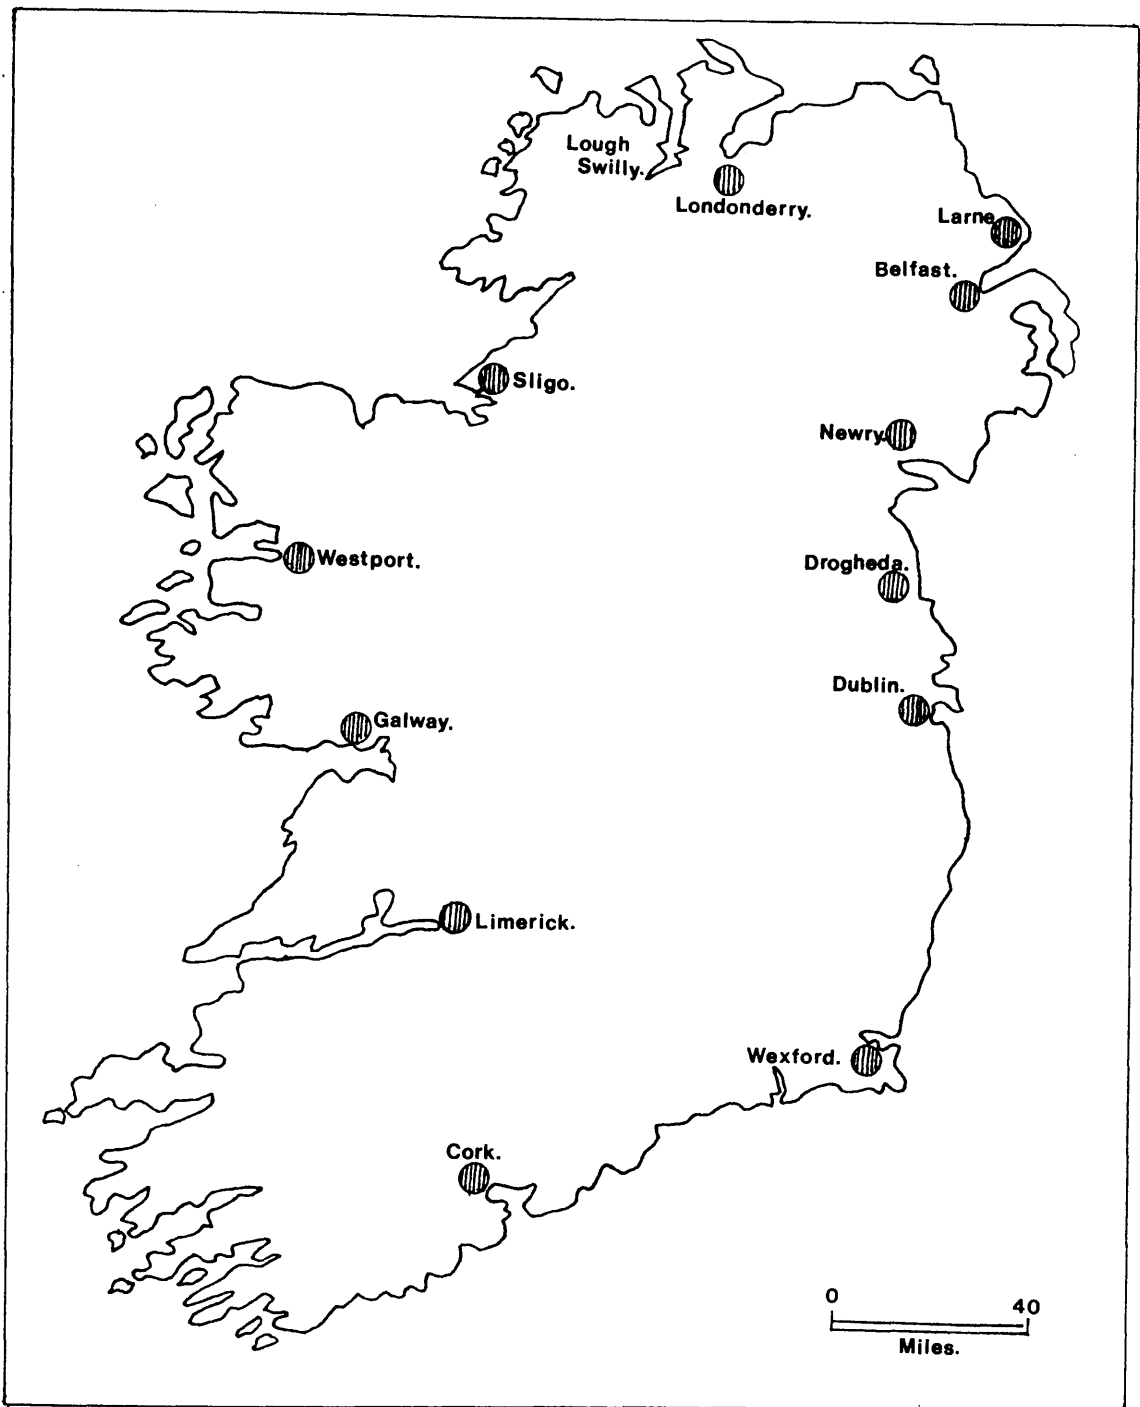 Lough
Swilly.
Londonderry.
Larne
Belfast.
Sligo.
Newry.
Westport.
Drogheda.
Dublin.
Galway.
Limerick.
Wexford.
Cork.
0 40
Miles.